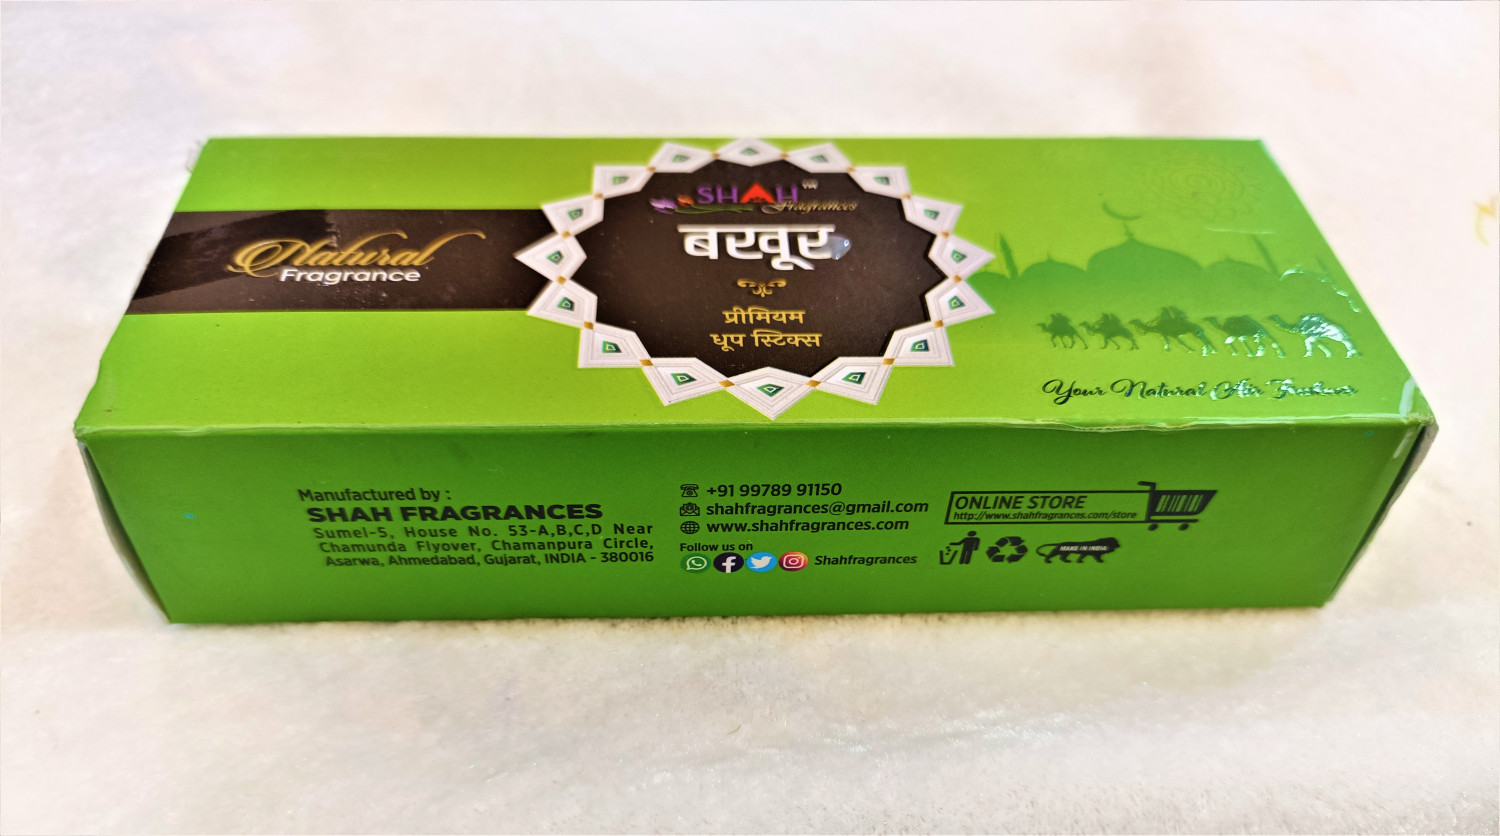 Natural
Fragrance
SHAH
Fragrances
बखूर
प्रीमियम
धूप स्टिक्स
Your Natural Air Freshner
Manufactured by :
SHAH FRAGRANCES
Sumel-5, House No. 53-A,B,C,D Near
Chamunda Flyover, Chamanpura Circle,
Asarwa, Ahmedabad, Gujarat, INDIA - 380016
+91 99789 91150
shahfragrances@gmail.com
www.shahfragrances.com
Follow us on
Shahfragrances
ONLINE STORE
http://www.shahfragrances.com/store
MAKE IN INDIA